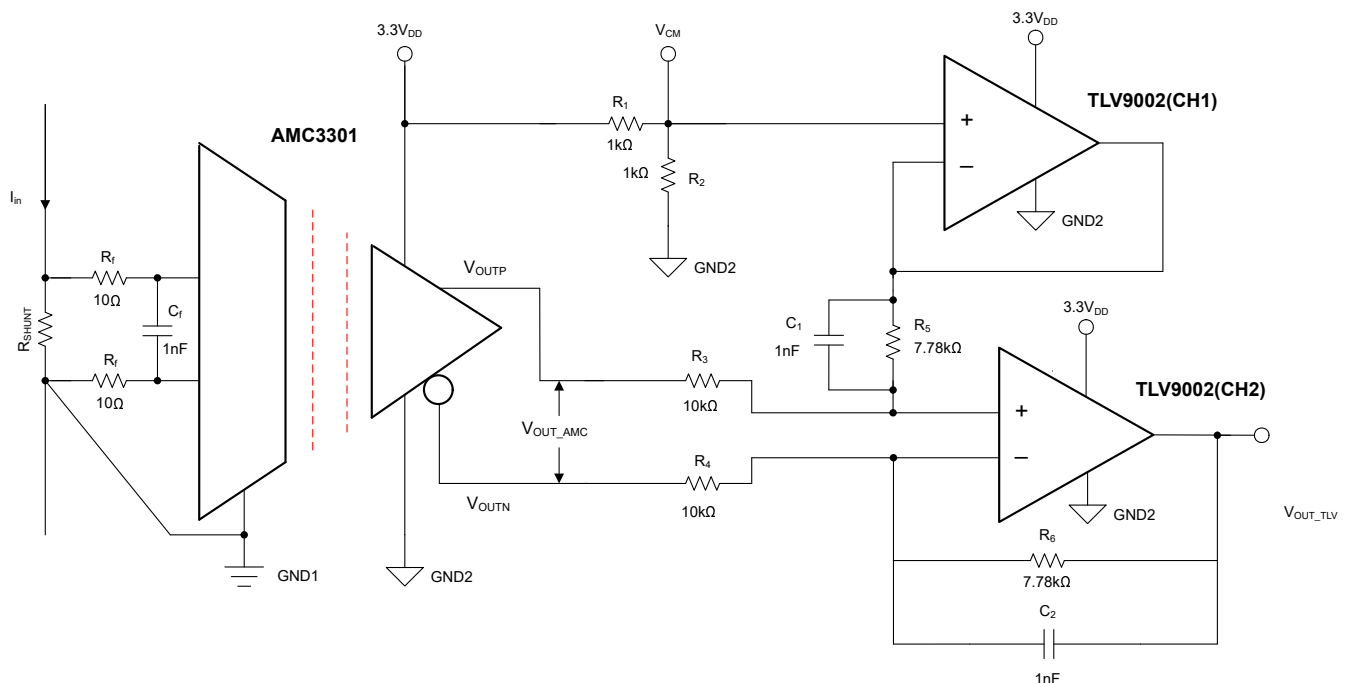 3.3VDD
VCM
3.3VDD
TLV9002(CH1)
R1
1kΩ
1kΩ
R2
+
−
GND2
GND2
AMC3301
Iin
Rf
10Ω
Cf
1nF
RSHUNT
Rf
10Ω
GND1
VOUTP
VOUT_AMC
VOUTN
GND2
C1
1nF
R5
7.78kΩ
R3
10kΩ
R4
10kΩ
3.3VDD
TLV9002(CH2)
+
−
GND2
VOUT_TLV
R6
7.78kΩ
C2
1nF